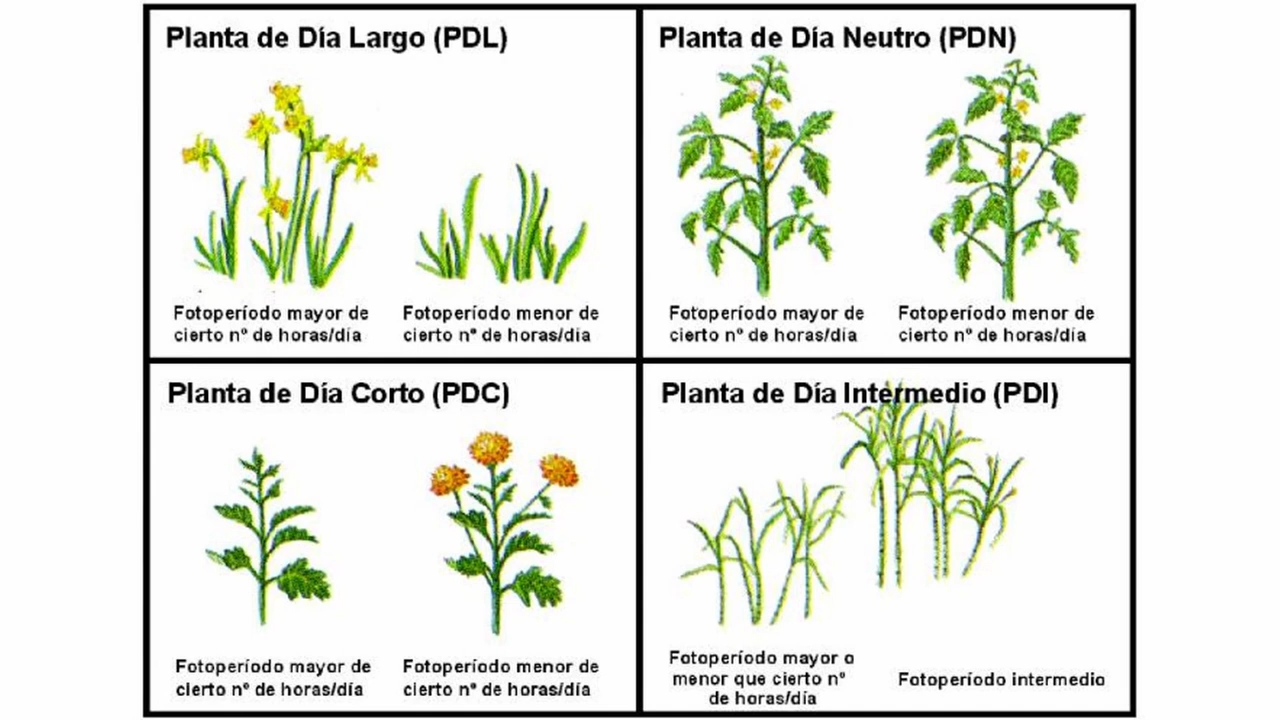 Planta de Día Largo (PDL)
Fotoperíodo mayor de
cierto nº de horas/día
Fotoperíodo menor de
cierto nº de horas/día
Planta de Día Neutro (PDN)
Fotoperíodo mayor de
cierto nº de horas/día
Fotoperíodo menor de
cierto nº de horas/día
Planta de Día Corto (PDC)
Fotoperíodo mayor de
cierto nº de horas/día
Fotoperíodo menor de
cierto nº de horas/día
Planta de Día Intermedio (PDI)
Fotoperíodo mayor o
menor que cierto nº
de horas/día
Fotoperíodo intermedio